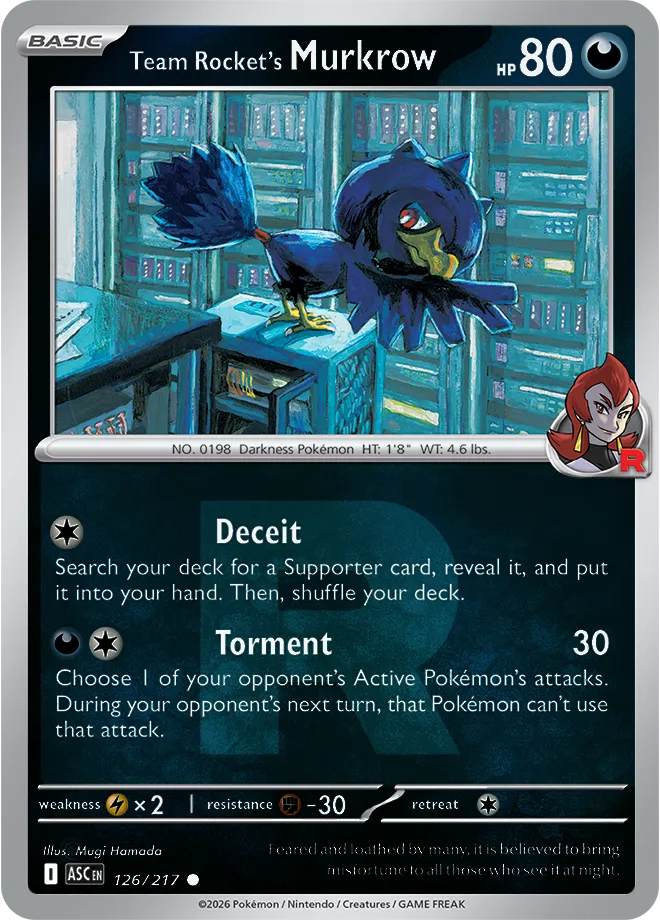 BASIC
Team Rocket's Murkrow HP 80
NO. 0198 Darkness Pokémon HT: 1'8" WT: 4.6 lbs.
R
Deceit
Search your deck for a Supporter card, reveal it, and put
it into your hand. Then, shuffle your deck.
Torment 30
Choose 1 of your opponent's Active Pokémon's attacks.
During your opponent's next turn, that Pokémon can't use
that attack.
weakness ×2 resistance -30 retreat
Illus. Mugi Hamada
Feared and loathed by many, it is believed to bring
misfortune to all those who see it at night.
I ASC EN 126/217
©2026 Pokémon / Nintendo / Creatures / GAME FREAK